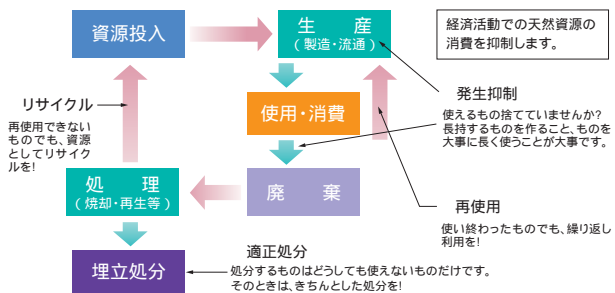 資源投入
生　産
（製造・流通）
経済活動での天然資源の
消費を抑制します。
リサイクル
再使用できない
ものでも、資源
としてリサイク
ルを!
使用・消費
発生抑制
使えるもの捨てていませんか?
長持するものを作ること、ものを
大事に長く使うことが大事です。
処　理
（焼却・再生等）
廃　棄
再使用
使い終わったものでも、繰り返し
利用を!
埋立処分
適正処分
処分するものはどうしても使えないものだけです。
そのときは、きちんとした処分を!